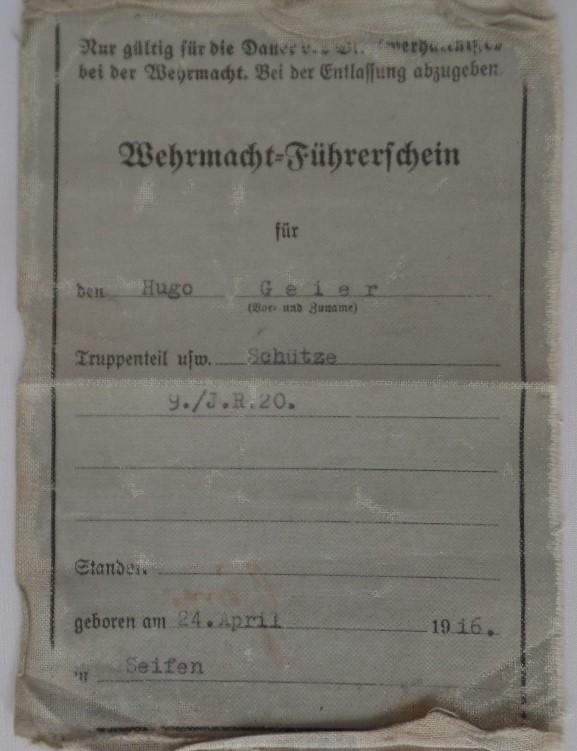 Nur gültig für die Dauer
bei der Wehrmacht. Bei der Entlassung abzugeben.
Wehrmacht-Führerschein
für
den Hugo Geier
(Vor- und Zuname)
Truppenteil usw. Schütze
9./J.R.20.
Standort
geboren am 24. April 1916.
Seifen